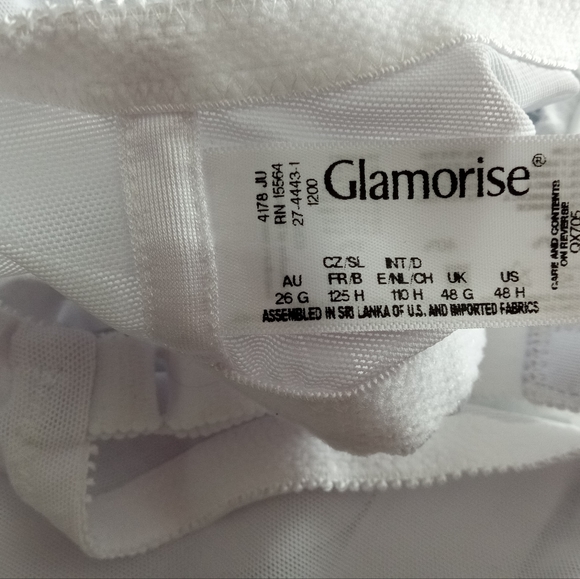 4178 JU
RN 15564
27-4443-1
1200
Glamorise®
CZ/SL INT/D
AU FR/B E/NL/CH UK US
26 G 125 H 110 H 48 G 48 H
ASSEMBLED IN SRI LANKA OF U.S. AND IMPORTED FABRICS
CARE AND CONTENTS
ON REVERSE
QX705